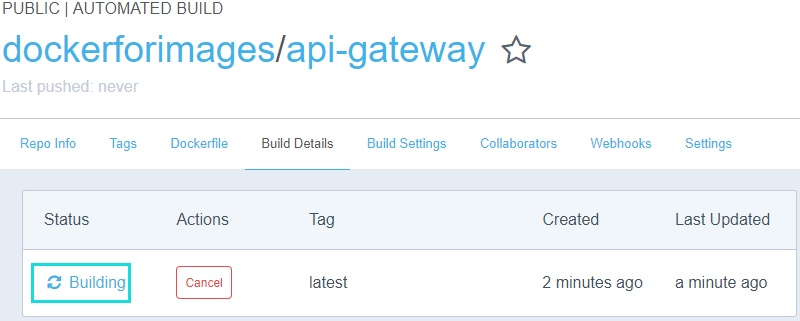 PUBLIC | AUTOMATED BUILD
dockerforimages/api-gateway
Last pushed: never
Repo Info Tags Dockerfile Build Details Build Settings Collaborators Webhooks Settings
Status Actions Tag Created Last Updated
Building Cancel latest 2 minutes ago a minute ago